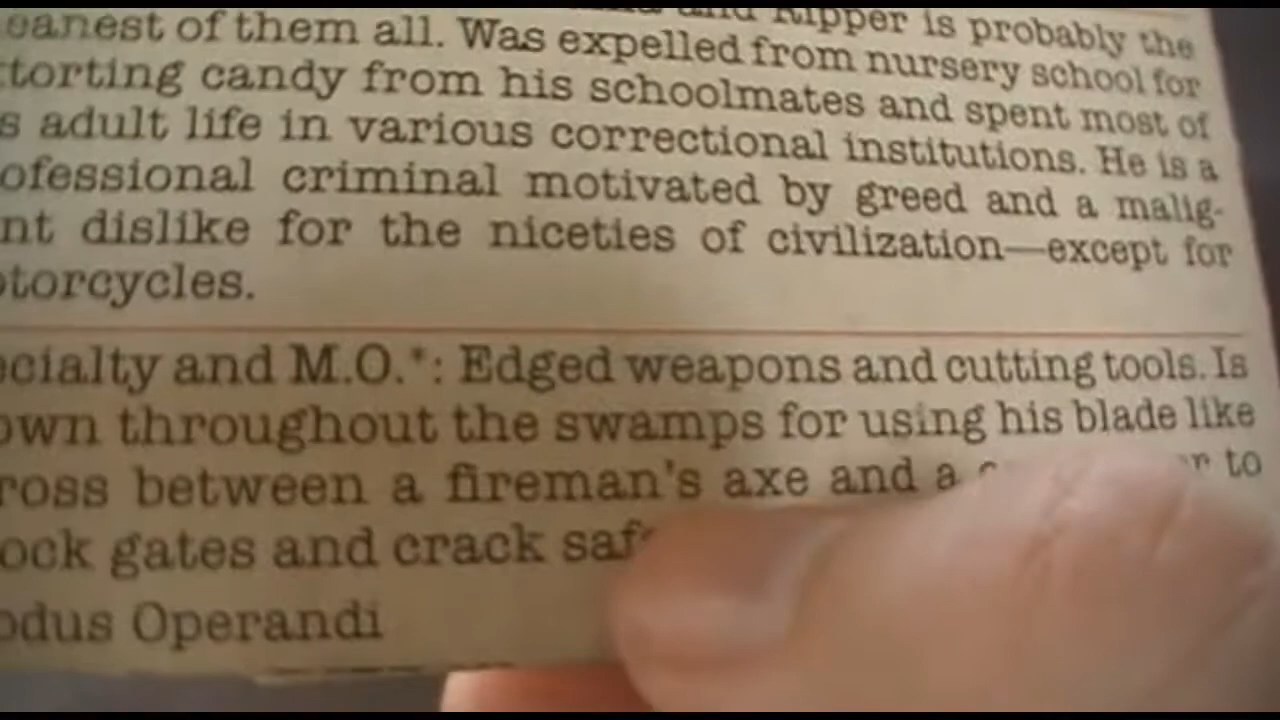 and Ripper is probably the
eanest of them all. Was expelled from nursery school for
torting candy from his schoolmates and spent most of
s adult life in various correctional institutions. He is a
ofessional criminal motivated by greed and a malig-
nt dislike for the niceties of civilization—except for
otorcycles.
ecialty and M.O.*: Edged weapons and cutting tools. Is
own throughout the swamps for using his blade like
ross between a fireman's axe and a to
ock gates and crack saf
odus Operandi